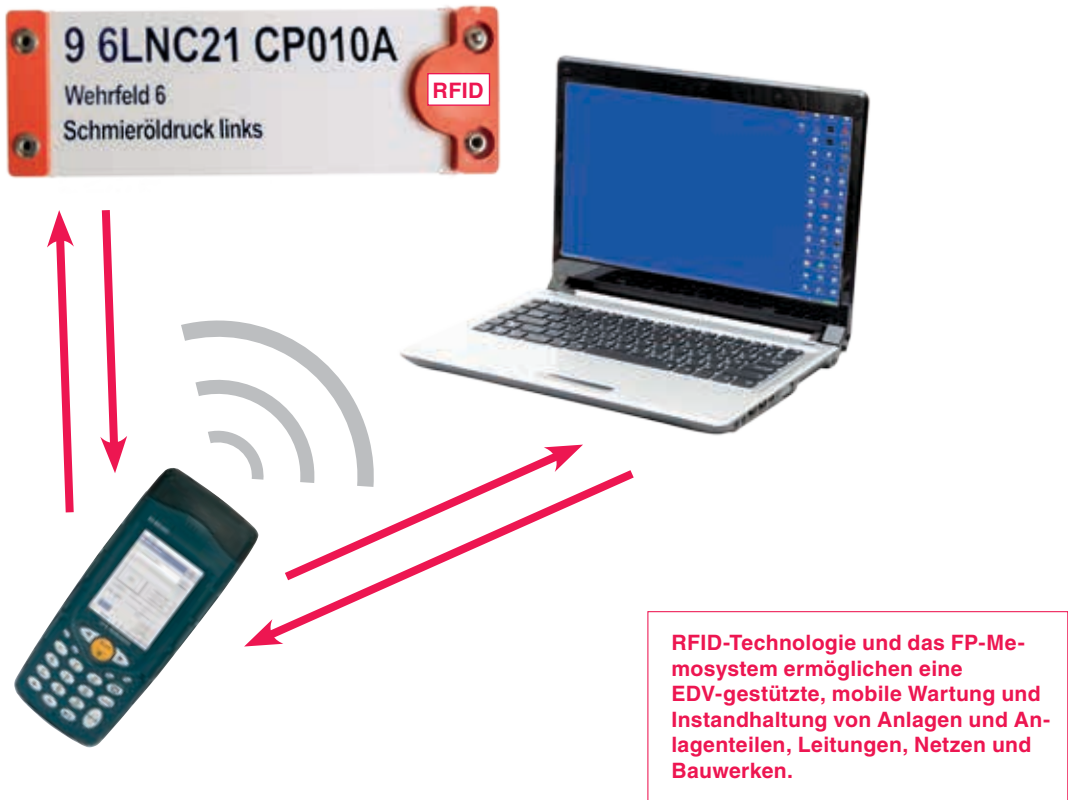 9 6LNC21 CP010A
Wehrfeld 6
Schmieröldruck links
RFID
RFID-Technologie und das FP-Me-
mosystem ermöglichen eine
EDV-gestützte, mobile Wartung und
Instandhaltung von Anlagen und An-
lagenteilen, Leitungen, Netzen und
Bauwerken.